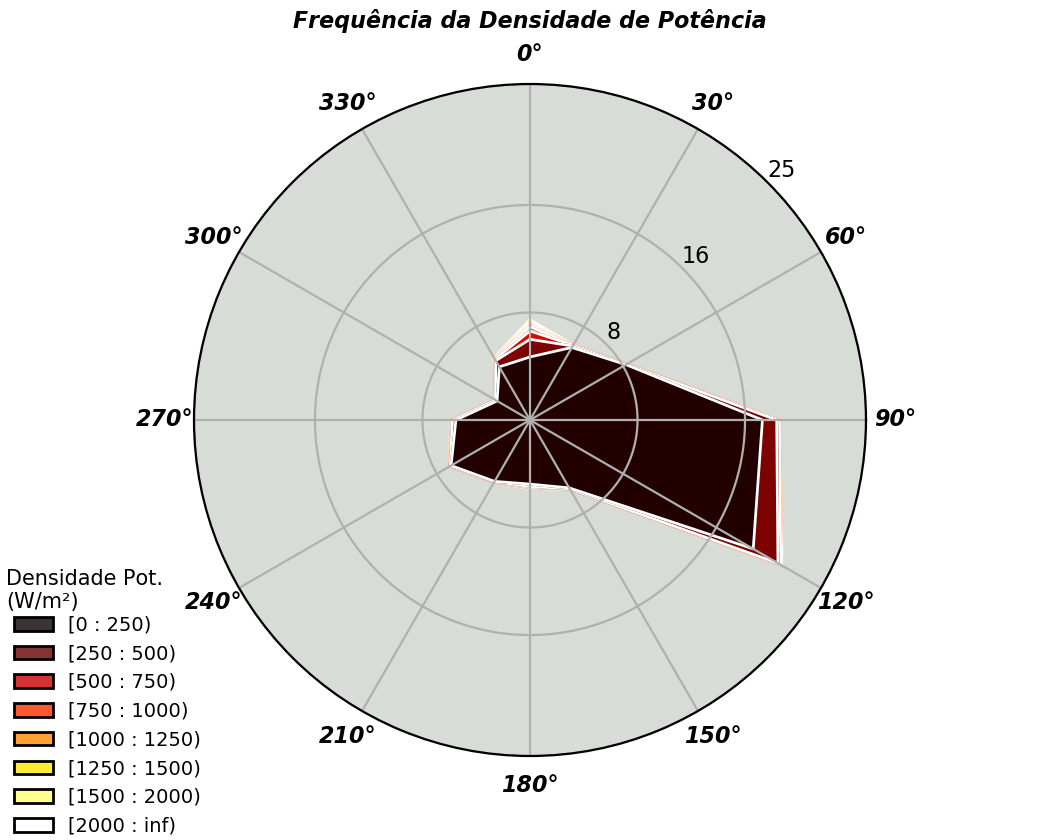 Frequência da Densidade de Potência
0°
330°
30°
25
300°
60°
16
8
270°
90°
240°
120°
210°
150°
180°
Densidade Pot.
(W/m²)
[0 : 250)
[250 : 500)
[500 : 750)
[750 : 1000)
[1000 : 1250)
[1250 : 1500)
[1500 : 2000)
[2000 : inf)